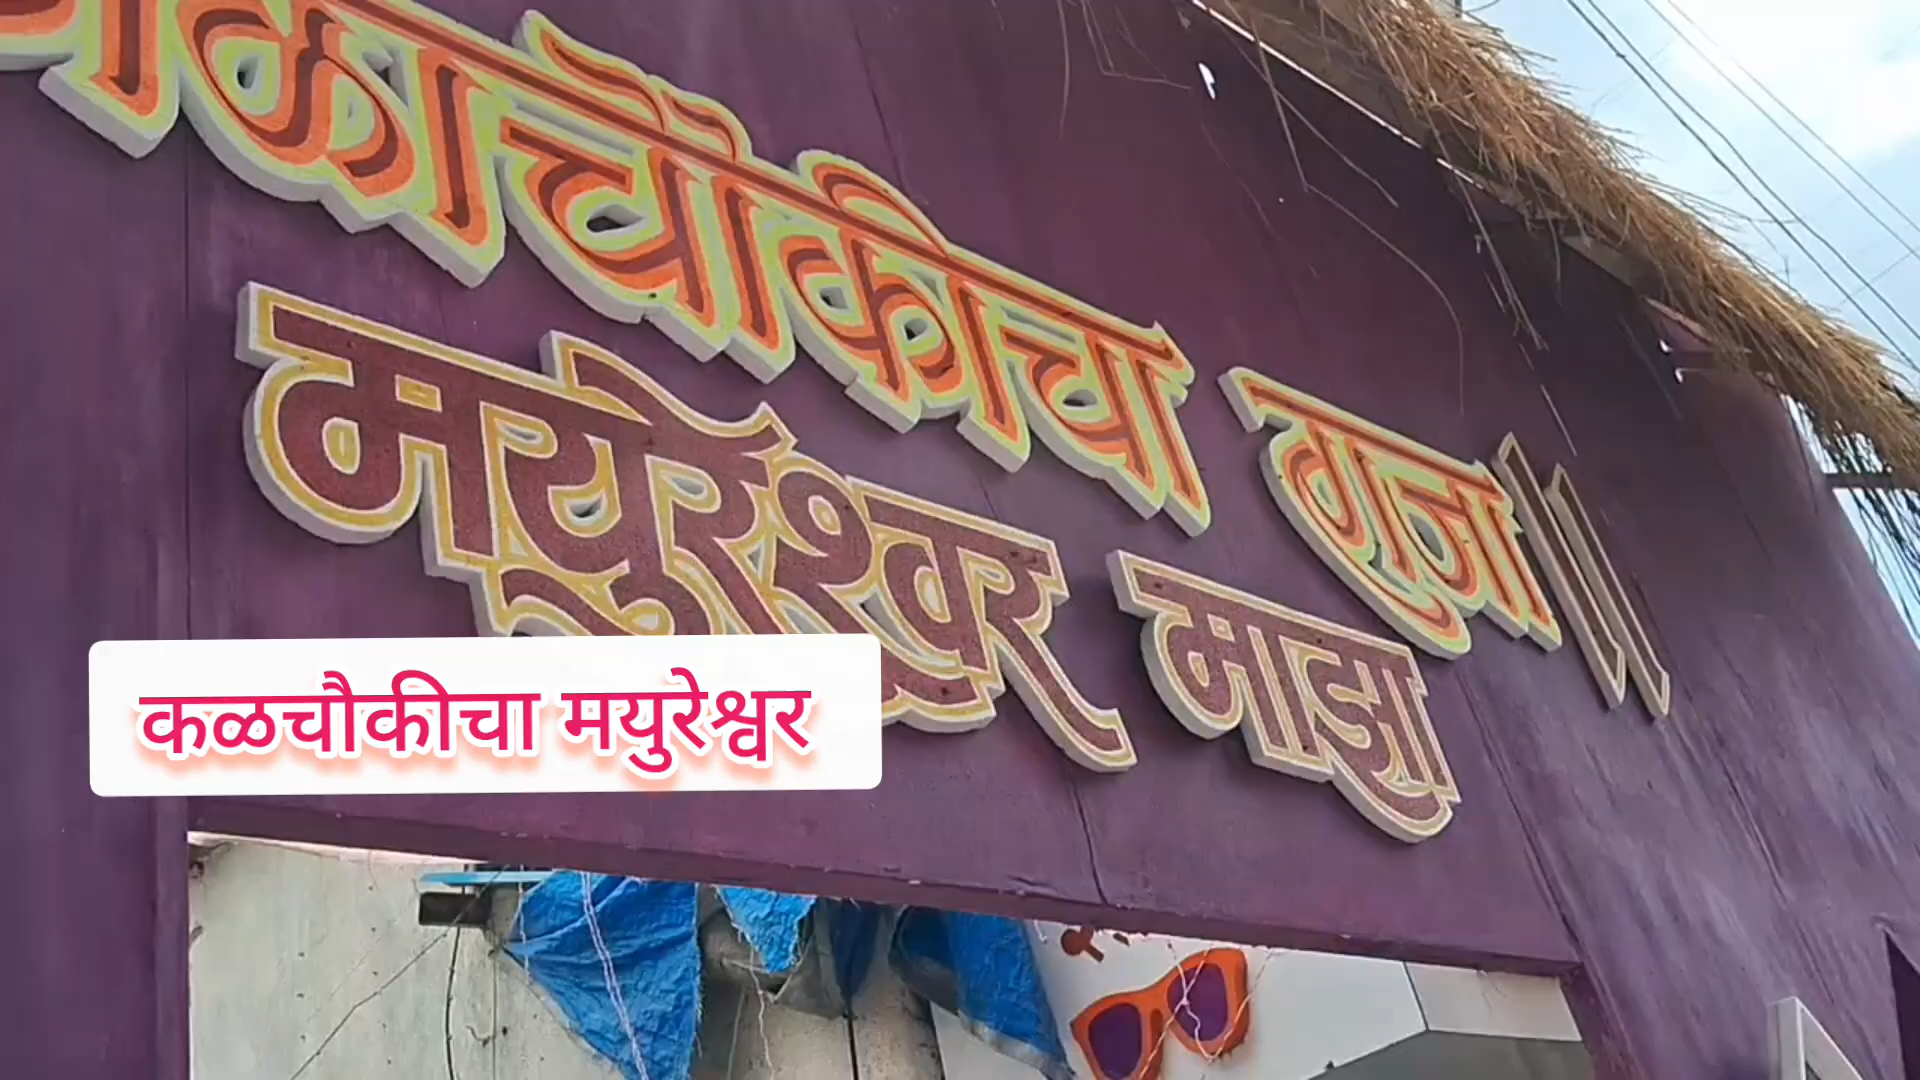 काळाचौकीचा राजा ॥
मयुरेश्वर माझा
कळचौकीचा मयुरेश्वर